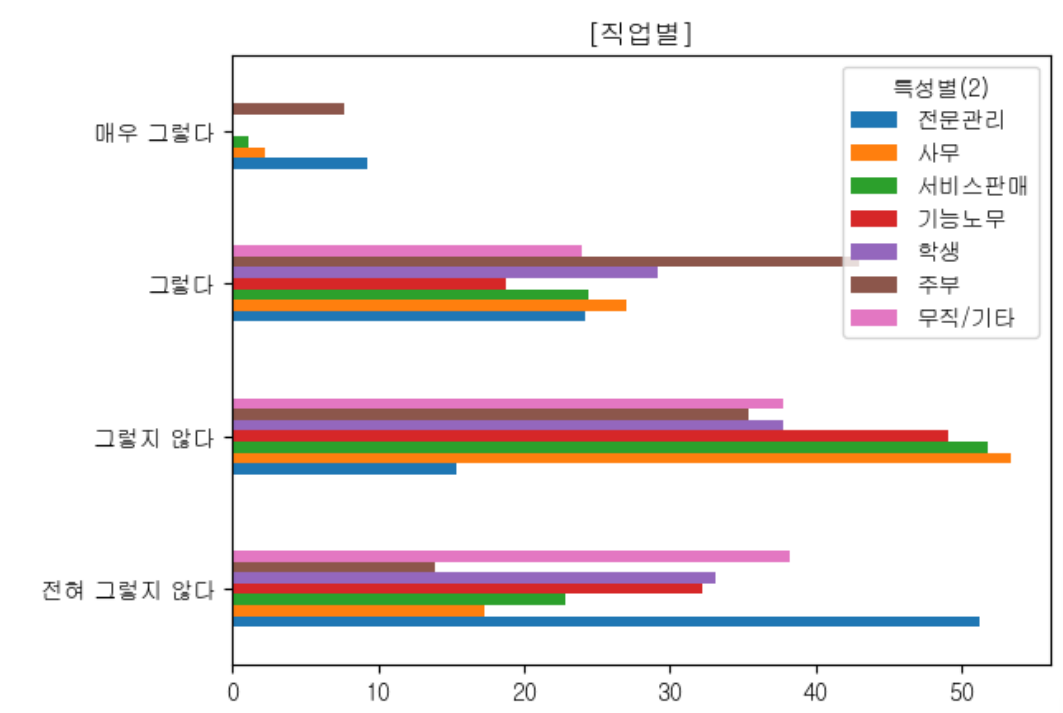 [직업별]
특성별(2)
전문관리
사무
서비스판매
기능노무
학생
주부
무직/기타
매우 그렇다
그렇다
그렇지 않다
전혀 그렇지 않다
0 10 20 30 40 50